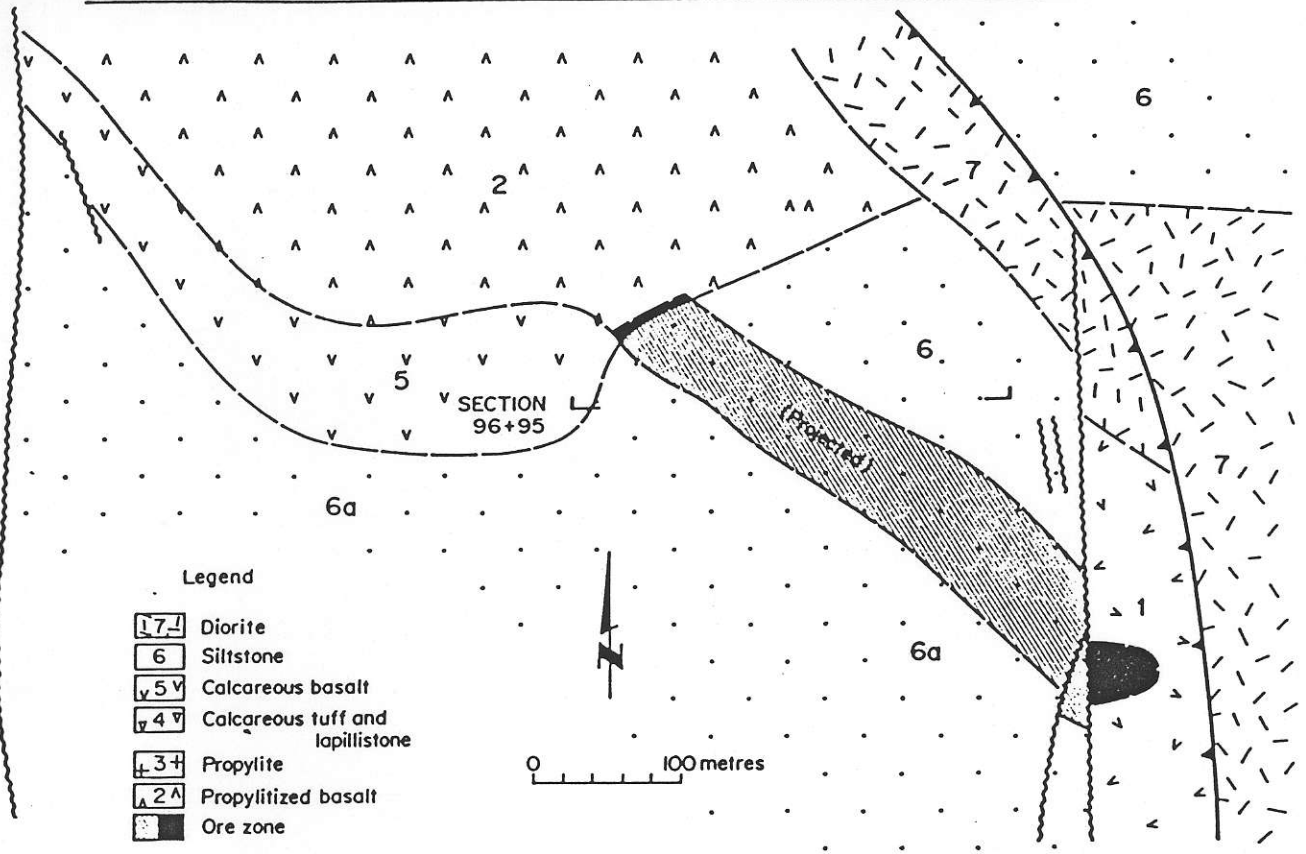 6
7
2
6
5
SECTION
96+95
(Projected)
7
6a
Legend
7 Diorite
6 Siltstone
5 Calcareous basalt
4 Calcareous tuff and
lapillistone
3 Propylite
2 Propylitized basalt
Ore zone
N
0 100 metres
1
6a